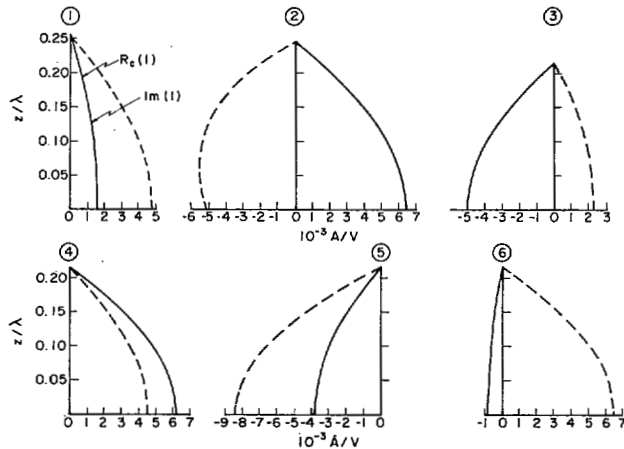 ① ② ③
0.25
0.20
0.15
0.10
0.05
z/λ
Re(I)
Im(I)
0 1 2 3 4 5
-6 -5 -4 -3 -2 -1 0 1 2 3 4 5 6 7
-5 -4 -3 -2 -1 0 1 2 3
10⁻³ A/V
④ ⑤ ⑥
0.20
0.15
0.10
0.05
z/λ
0 1 2 3 4 5 6 7
-9 -8 -7 -6 -5 -4 -3 -2 -1 0
-1 0 1 2 3 4 5 6 7
10⁻³ A/V